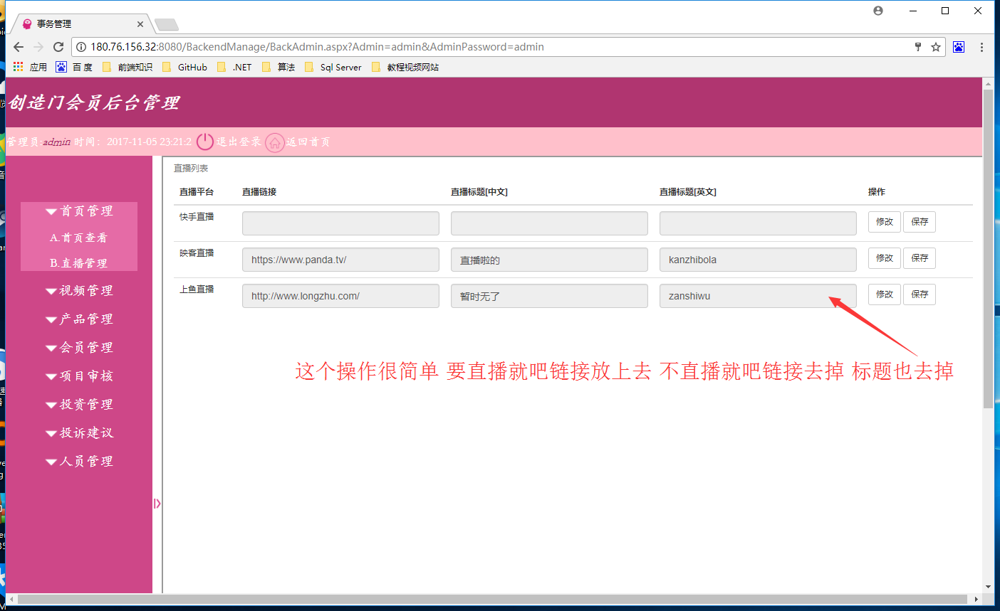 事务管理
180.76.156.32:8080/BackendManage/BackAdmin.aspx?Admin=admin&AdminPassword=admin
应用 百度 前端知识 GitHub .NET 算法 Sql Server 教程视频网站
创造门会员后台管理
管理员 admin 时间：2017-11-05 23:21:2 退出登录 返回首页
首页管理
A.首页查看
B.直播管理
视频管理
产品管理
会员管理
项目审核
投资管理
投诉建议
人员管理
直播列表
直播平台 直播链接 直播标题[中文] 直播标题[英文] 操作
快手直播 修改 保存
映客直播 https://www.panda.tv/ 直播啦的 kanzhibola 修改 保存
上鱼直播 http://www.longzhu.com/ 暂时无了 zanshiwu 修改 保存
这个操作很简单 要直播就吧链接放上去 不直播就吧链接去掉 标题也去掉